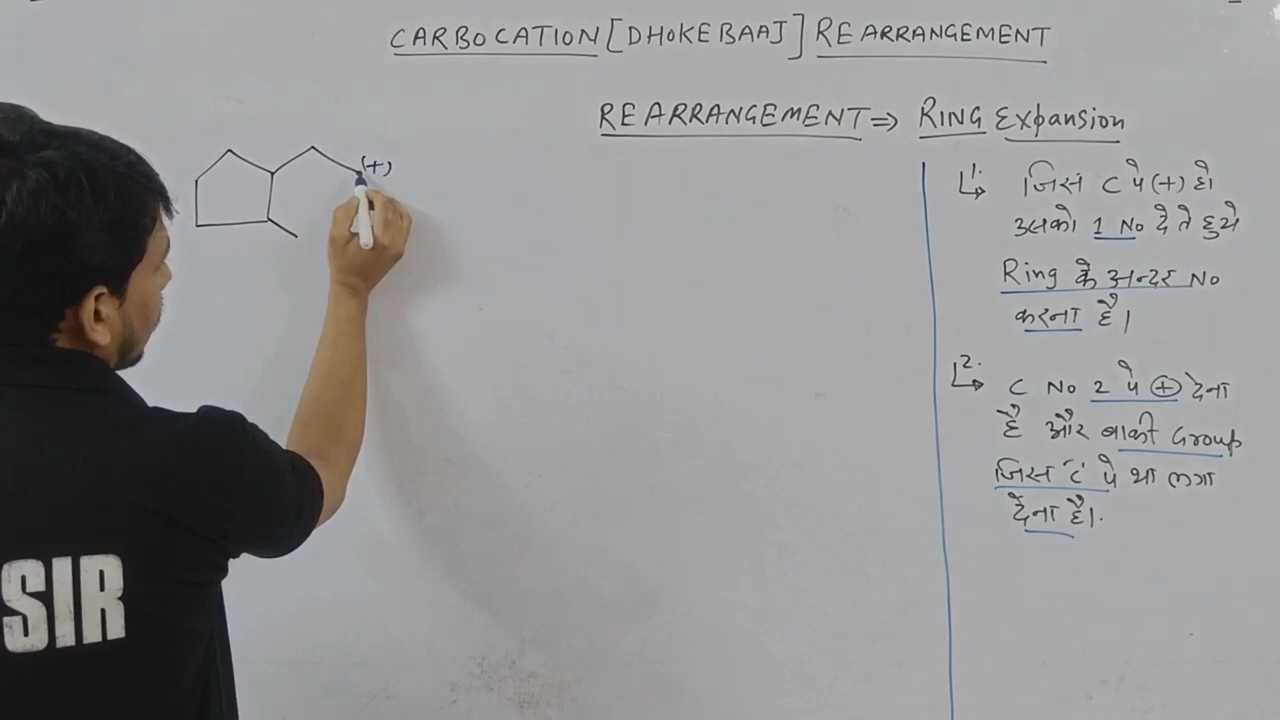 CARBOCATION [DHOKEBAAJ] REARRANGEMENT
REARRANGEMENT ⇒ RING Expansion
(+)
1. जिस C पे (+) हो
उसको 1 No देते हुये
Ring के अन्दर No
करना है।
2. C No 2 पे ⊕ देना
है और बाकी Group
जिस 'C' पे था लगा
देना है।
SIR